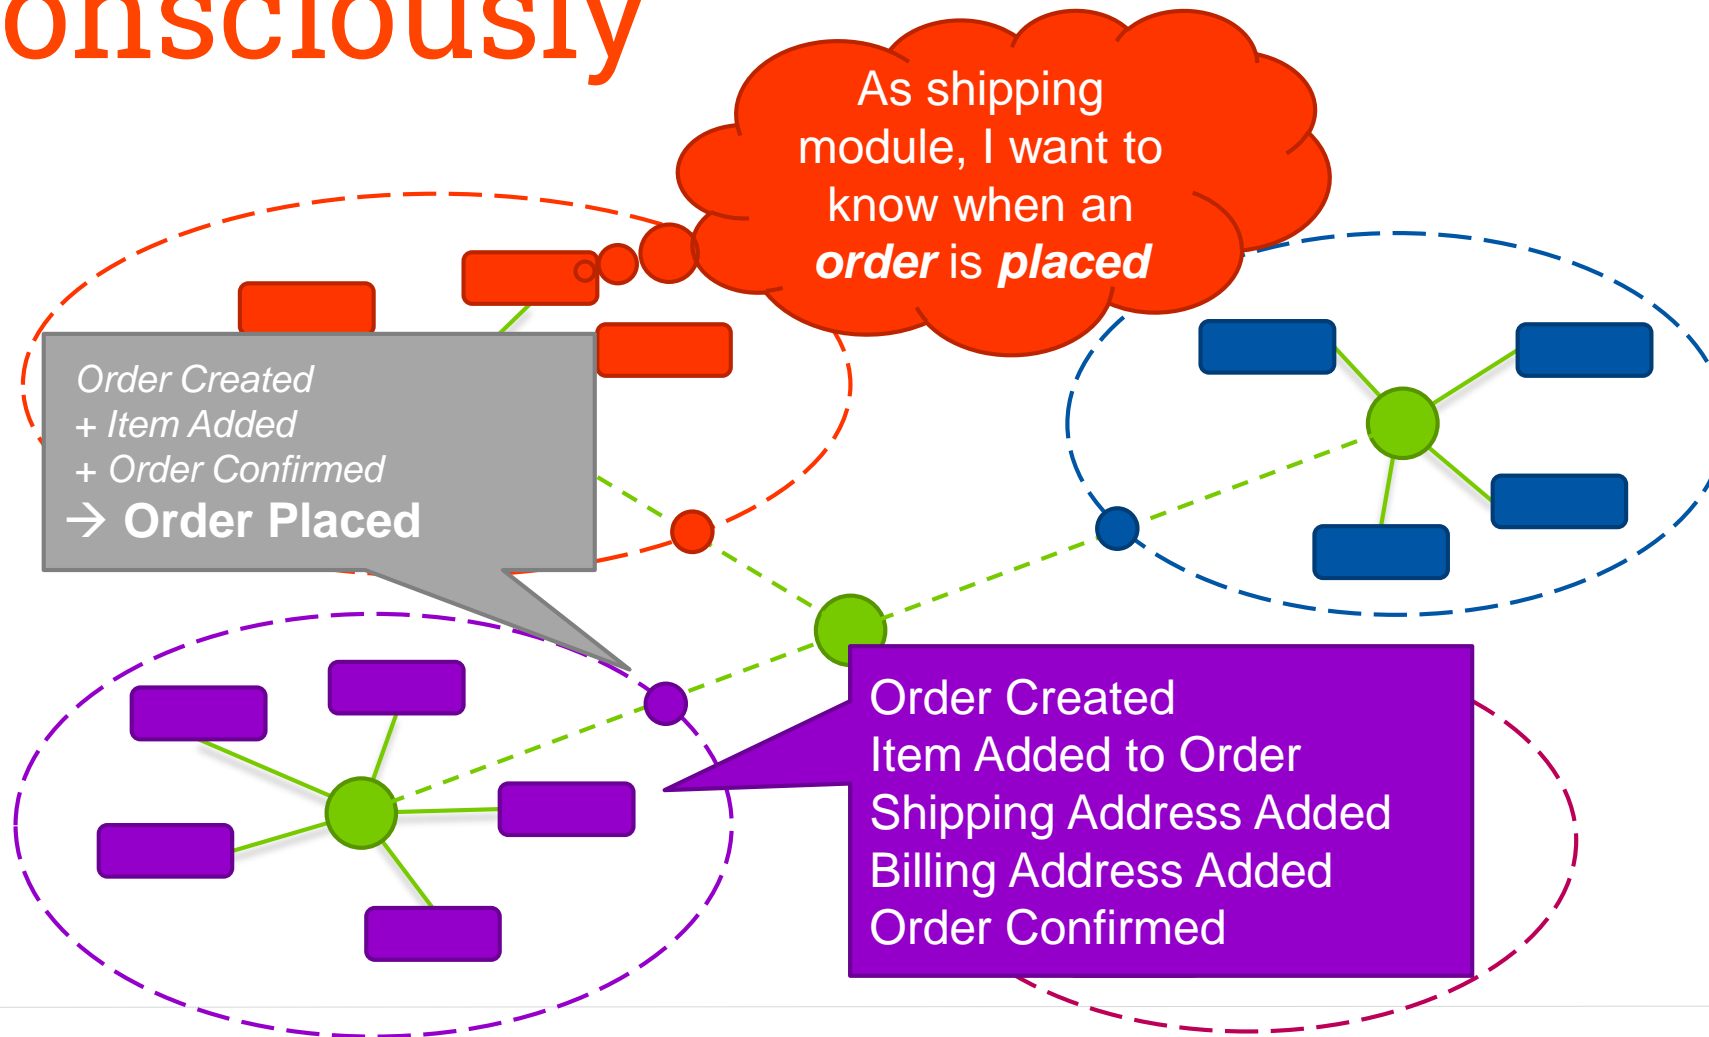 onsciously
As shipping
module, I want to
know when an
order is placed
Order Created
+ Item Added
+ Order Confirmed
→ Order Placed
Order Created
Item Added to Order
Shipping Address Added
Billing Address Added
Order Confirmed